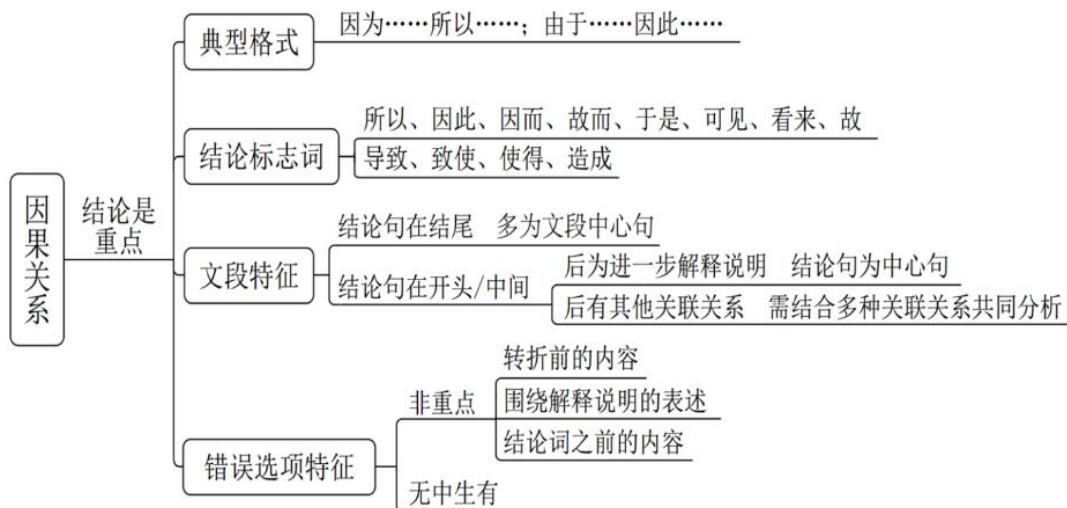 因果关系
结论是
重点
典型格式
因为……所以……；由于……因此……
结论标志词
所以、因此、因而、故而、于是、可见、看来、故
导致、致使、使得、造成
文段特征
结论句在结尾 多为文段中心句
结论句在开头/中间
后为进一步解释说明 结论句为中心句
后有其他关联关系 需结合多种关联关系共同分析
错误选项特征
非重点
转折前的内容
围绕解释说明的表述
结论词之前的内容
无中生有